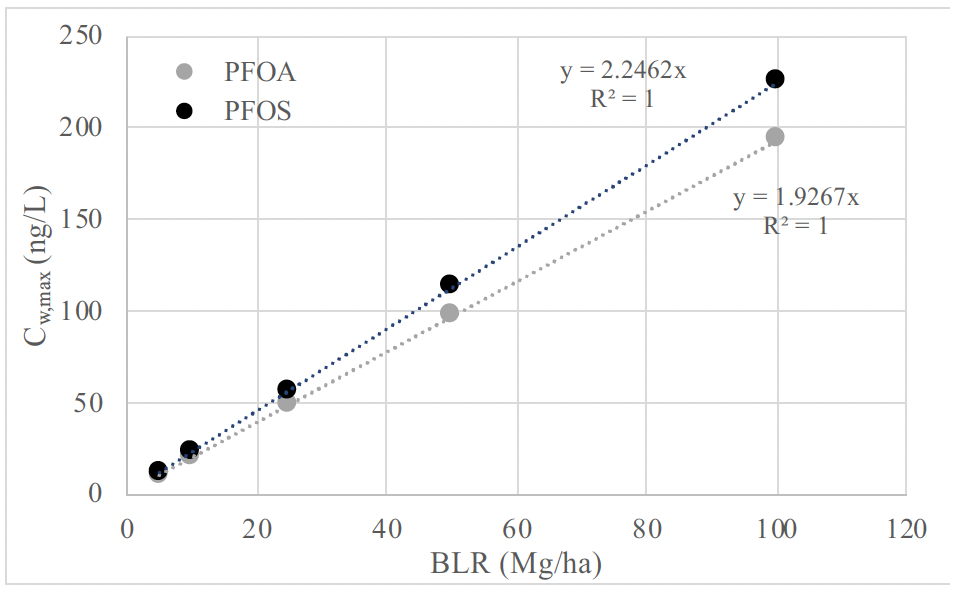 250
PFOA
y = 2.2462x
R² = 1
PFOS
200
y = 1.9267x
R² = 1
150
100
50
0
C_w,max (ng/L)
0 20 40 60 80 100 120
BLR (Mg/ha)